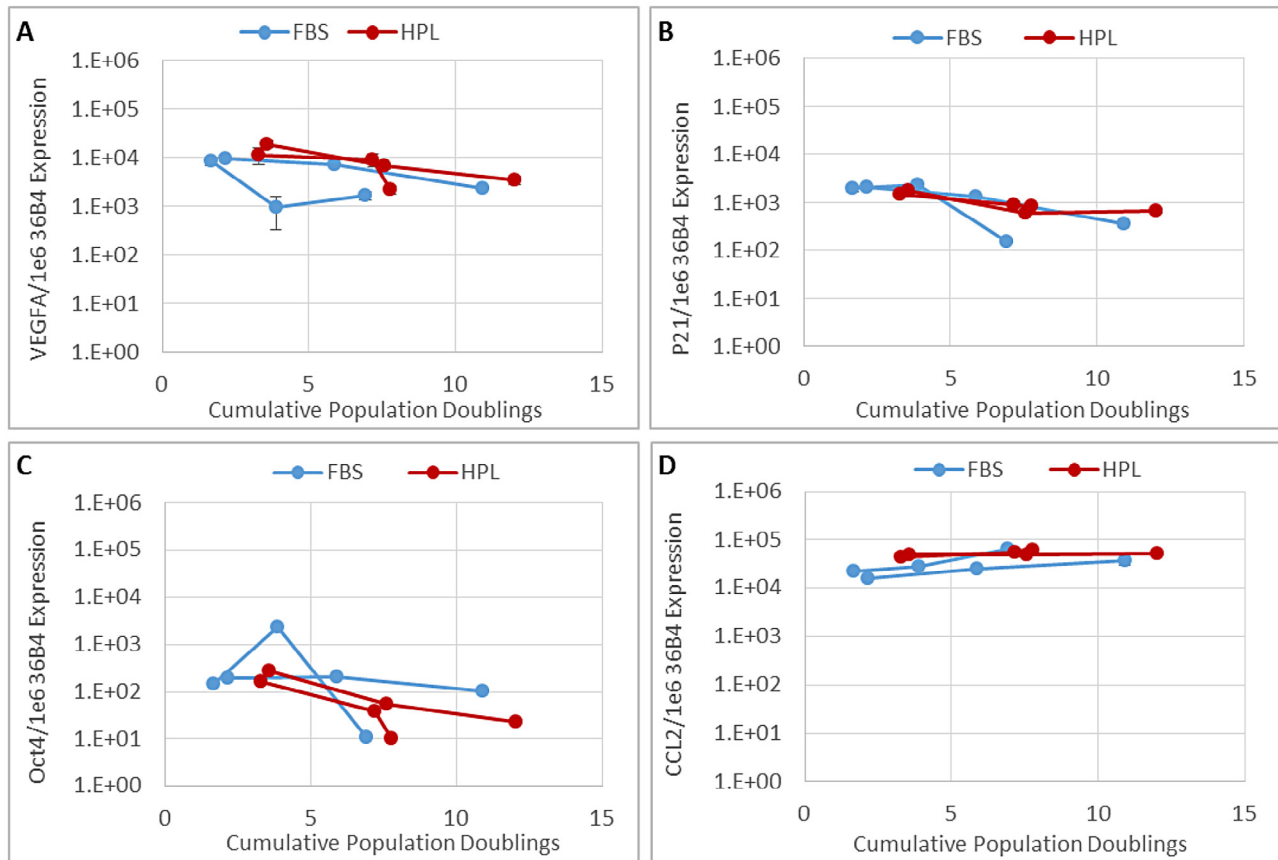 A
FBS HPL
1.E+06
1.E+05
1.E+04
1.E+03
1.E+02
1.E+01
1.E+00
VEGFA/1e6 36B4 Expression
0 5 10 15
Cumulative Population Doublings
B
FBS HPL
1.E+06
1.E+05
1.E+04
1.E+03
1.E+02
1.E+01
1.E+00
P21/1e6 36B4 Expression
0 5 10 15
Cumulative Population Doublings
C
FBS HPL
1.E+06
1.E+05
1.E+04
1.E+03
1.E+02
1.E+01
1.E+00
Oct4/1e6 36B4 Expression
0 5 10 15
Cumulative Population Doublings
D
FBS HPL
1.E+06
1.E+05
1.E+04
1.E+03
1.E+02
1.E+01
1.E+00
CCL2/1e6 36B4 Expression
0 5 10 15
Cumulative Population Doublings